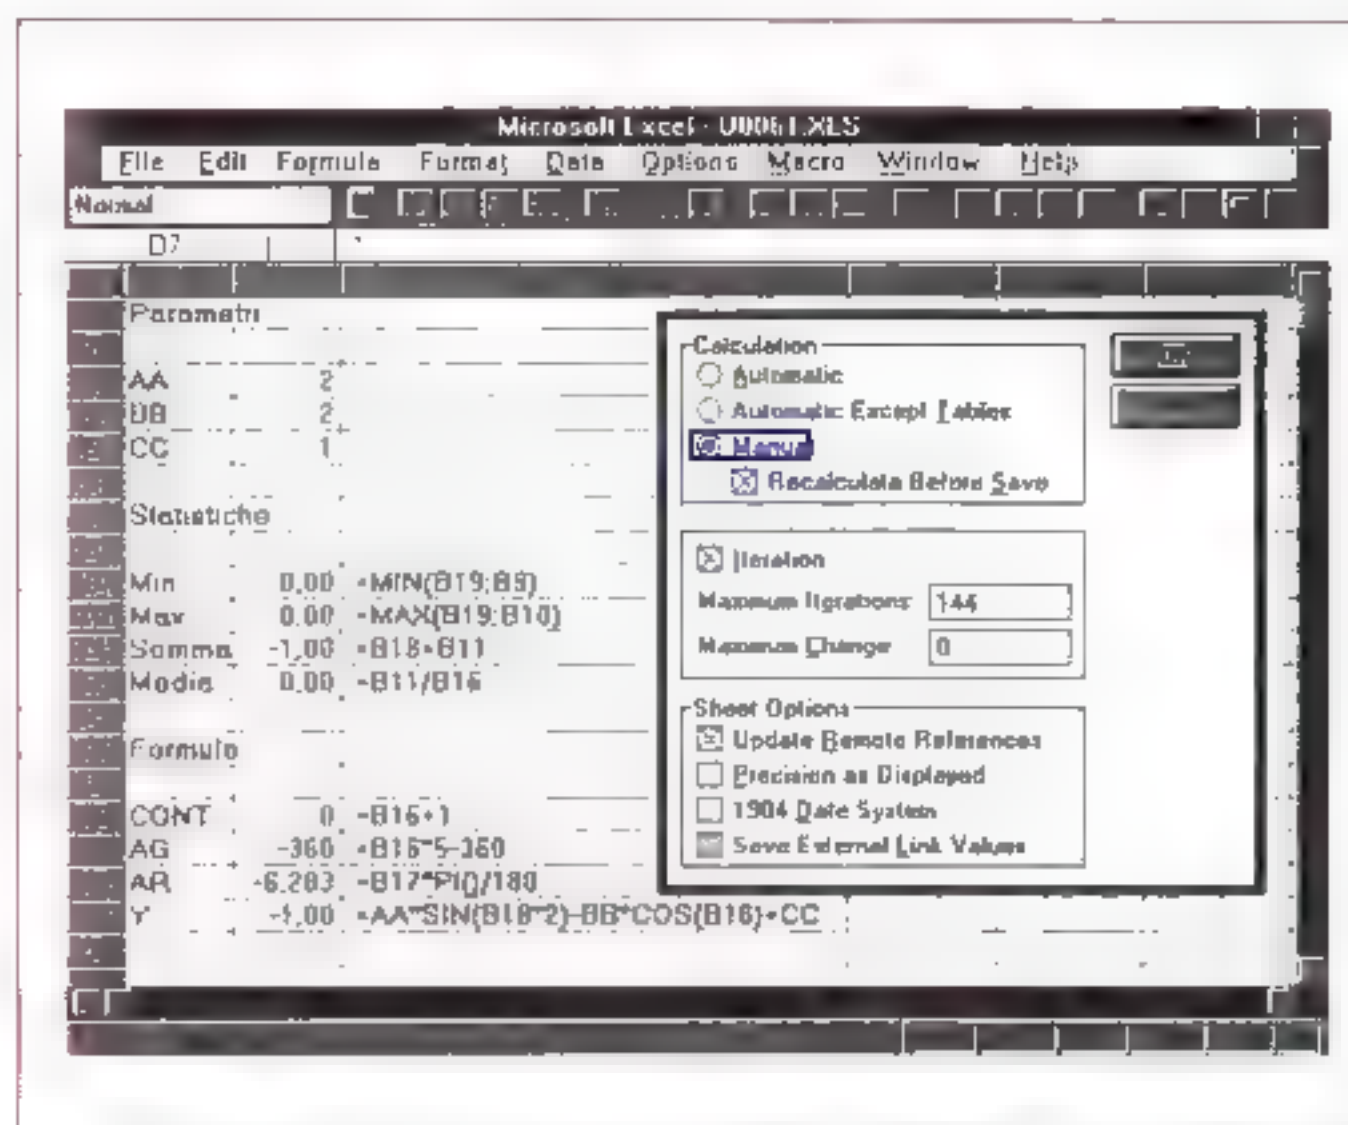 Microsoft Excel - U0061.XLS
File Edit Formula Format Data Options Macro Window Help
Normal
D7
Parametri
AA 2
BB 2
CC 1
Statistiche
Min 0,00 =MIN(B19;B9)
Max 0,00 =MAX(B19;B10)
Somma -1,00 =B18+B11
Media 0,00 =B11/B16
Formule
CONT 0 =B16+1
AG -360 =B16*5-360
AR -6,283 =B17*PI()/180
Y -1,00 =AA*SIN(B18*2)-BB*COS(B18)+CC
Calculation
Automatic
Automatic Except Tables
Manual
Recalculate Before Save
Iteration
Maximum Iterations: 144
Maximum Change: 0
Sheet Options
Update Remote References
Precision as Displayed
1904 Date System
Save External Link Values